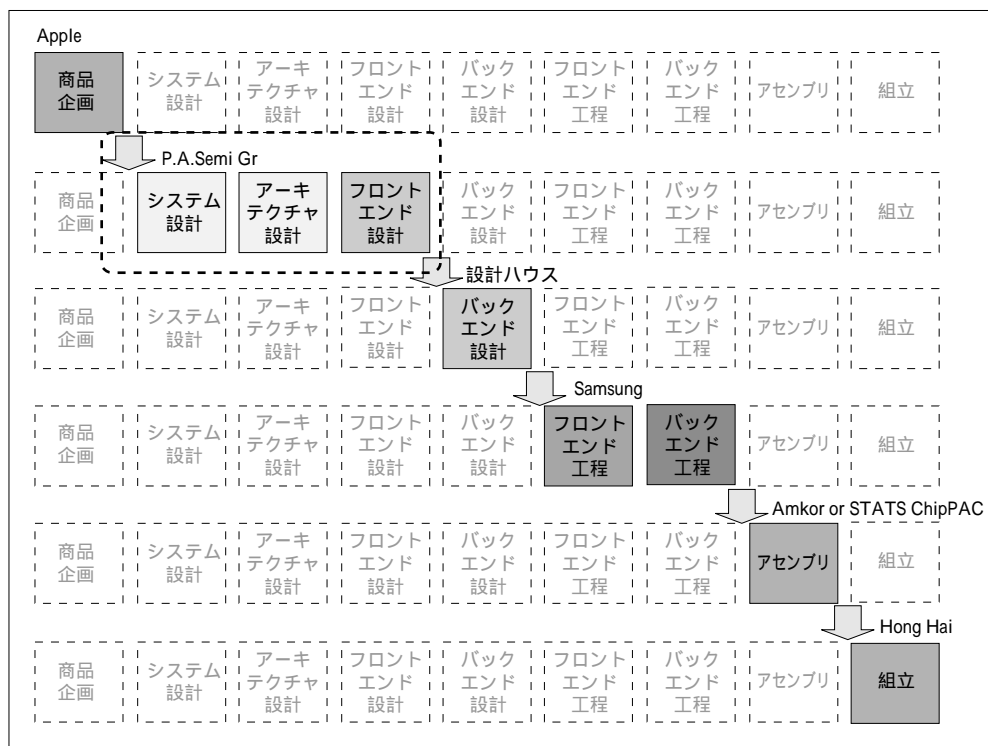 Apple
商品
企画
システム
設計
アーキ
テクチャ
設計
フロント
エンド
設計
バック
エンド
設計
フロント
エンド
工程
バック
エンド
工程
アセンブリ
組立
P.A.Semi Gr
商品
企画
システム
設計
アーキ
テクチャ
設計
フロント
エンド
設計
バック
エンド
設計
フロント
エンド
工程
バック
エンド
工程
アセンブリ
組立
設計ハウス
商品
企画
システム
設計
アーキ
テクチャ
設計
フロント
エンド
設計
バック
エンド
設計
フロント
エンド
工程
バック
エンド
工程
アセンブリ
組立
Samsung
商品
企画
システム
設計
アーキ
テクチャ
設計
フロント
エンド
設計
バック
エンド
設計
フロント
エンド
工程
バック
エンド
工程
アセンブリ
組立
Amkor or STATS ChipPAC
商品
企画
システム
設計
アーキ
テクチャ
設計
フロント
エンド
設計
バック
エンド
設計
フロント
エンド
工程
バック
エンド
工程
アセンブリ
組立
Hong Hai
商品
企画
システム
設計
アーキ
テクチャ
設計
フロント
エンド
設計
バック
エンド
設計
フロント
エンド
工程
バック
エンド
工程
アセンブリ
組立